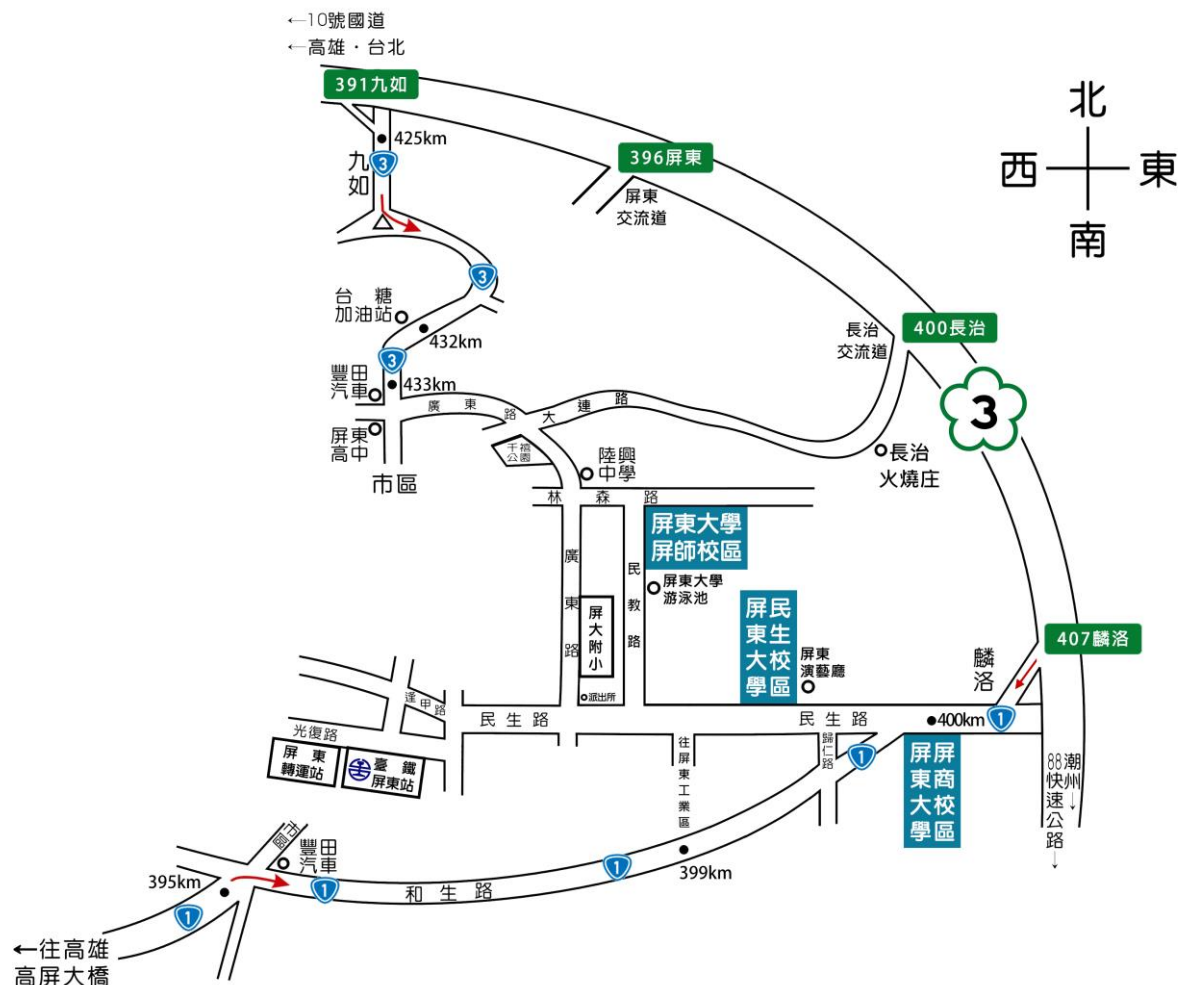 ←10號國道
←高雄．台北
391九如
425km
九如
3
396屏東
屏東
交流道
北
西
東
南
3
台糖
加油站
432km
3
豐田
汽車
433km
屏東
高中
市區
廣東路
大連路
千禧
公園
陸興
中學
長治
交流道
400長治
3
長治
火燒庄
林森路
屏東大學
屏師校區
廣東路
民教路
屏東大學
游泳池
屏大附小
派出所
民生校區
屏東大學
屏東
演藝廳
麟洛
407麟洛
逢甲路
民生路
民生路
400km
1
光復路
屏東
轉運站
臺鐵
屏東站
往屏東工業區
歸仁路
1
屏商校區
屏東大學
潮州↓
88快速公路↓
市區
豐田
汽車
395km
1
和生路
1
399km
1
←往高雄
高屏大橋